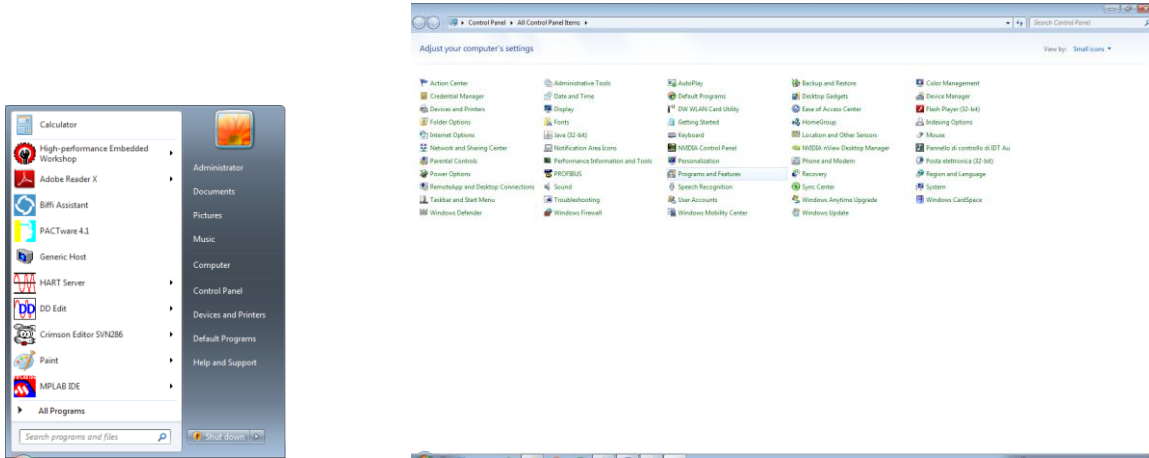 Calculator
High-performance Embedded
Workshop
Adobe Reader X
Biffi Assistant
PACTware 4.1
Generic Host
HART Server
DD Edit
Crimson Editor SVN286
Paint
MPLAB IDE
All Programs
Search programs and files
Administrator
Documents
Pictures
Music
Computer
Control Panel
Devices and Printers
Default Programs
Help and Support
Shut down
Control Panel All Control Panel Items
Search Control Panel
Adjust your computer's settings
View by: Small icons
Action Center Administrative Tools AutoPlay Backup and Restore Color Management
Credential Manager Date and Time Default Programs Desktop Gadgets Device Manager
Devices and Printers Display DW WLAN Card Utility Ease of Access Center Flash Player (32-bit)
Folder Options Fonts Getting Started HomeGroup Indexing Options
Internet Options Java (32-bit) Keyboard Location and Other Sensors Mouse
Network and Sharing Center Notification Area Icons NVIDIA Control Panel NVIDIA nView Desktop Manager Pannello di controllo di IDT Au
Parental Controls Performance Information and Tools Personalization Phone and Modem Posta elettronica (32-bit)
Power Options PROFIBUS Programs and Features Recovery Region and Language
RemoteApp and Desktop Connections Sound Speech Recognition Sync Center System
Taskbar and Start Menu Troubleshooting User Accounts Windows Anytime Upgrade Windows CardSpace
Windows Defender Windows Firewall Windows Mobility Center Windows Update